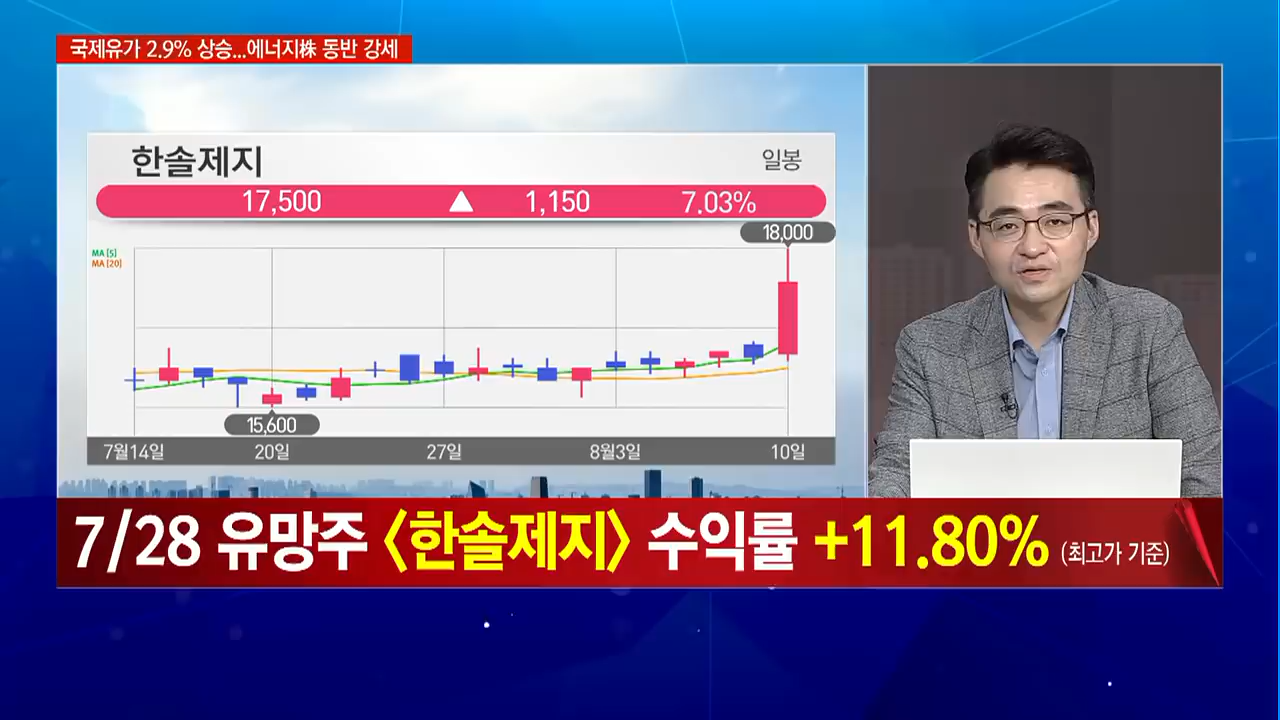 국제유가 2.9% 상승...에너지株 동반 강세
한솔제지 일봉
17,500 ▲ 1,150 7.03%
18,000
MA [5]
MA [20]
15,600
7월14일 20일 27일 8월3일 10일
7/28 유망주 <한솔제지> 수익률 +11.80% (최고가 기준)